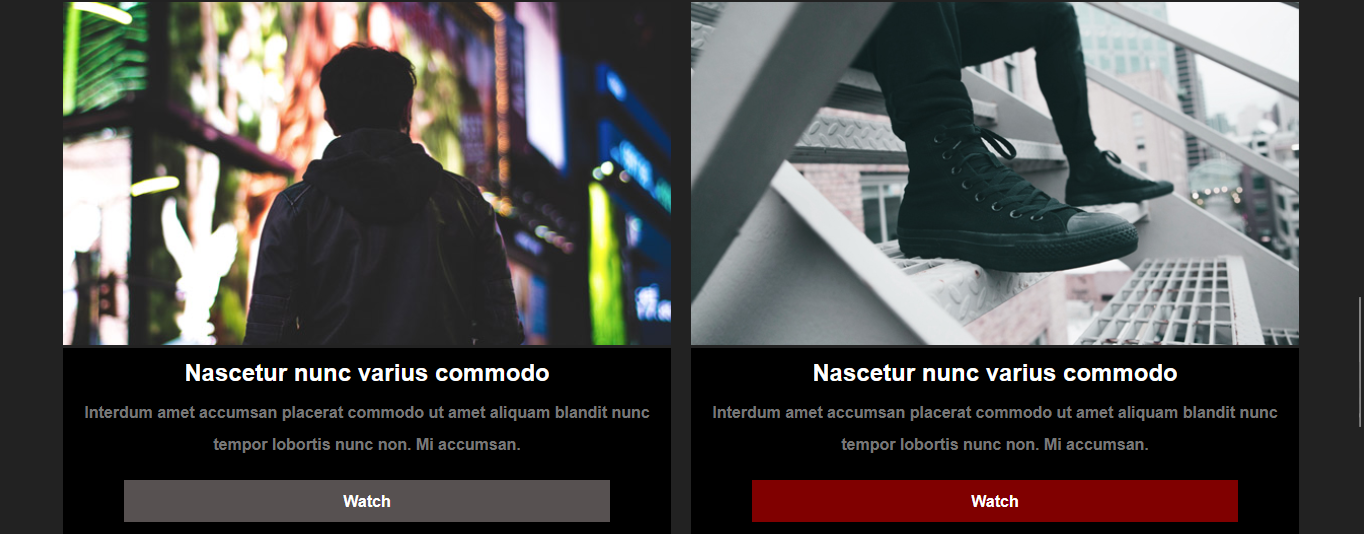 Nascetur nunc varius commodo
Interdum amet accumsan placerat commodo ut amet aliquam blandit nunc
tempor lobortis nunc non. Mi accumsan.
Watch
Nascetur nunc varius commodo
Interdum amet accumsan placerat commodo ut amet aliquam blandit nunc
tempor lobortis nunc non. Mi accumsan.
Watch